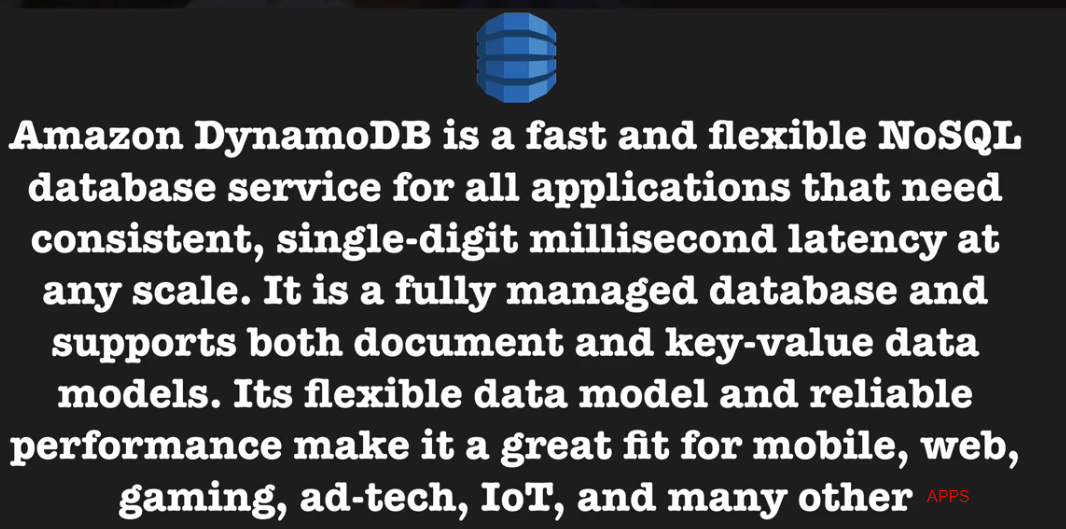 Amazon DynamoDB is a fast and flexible NoSQL
database service for all applications that need
consistent, single-digit millisecond latency at
any scale. It is a fully managed database and
supports both document and key-value data
models. Its flexible data model and reliable
performance make it a great fit for mobile, web,
gaming, ad-tech, IoT, and many other APPS